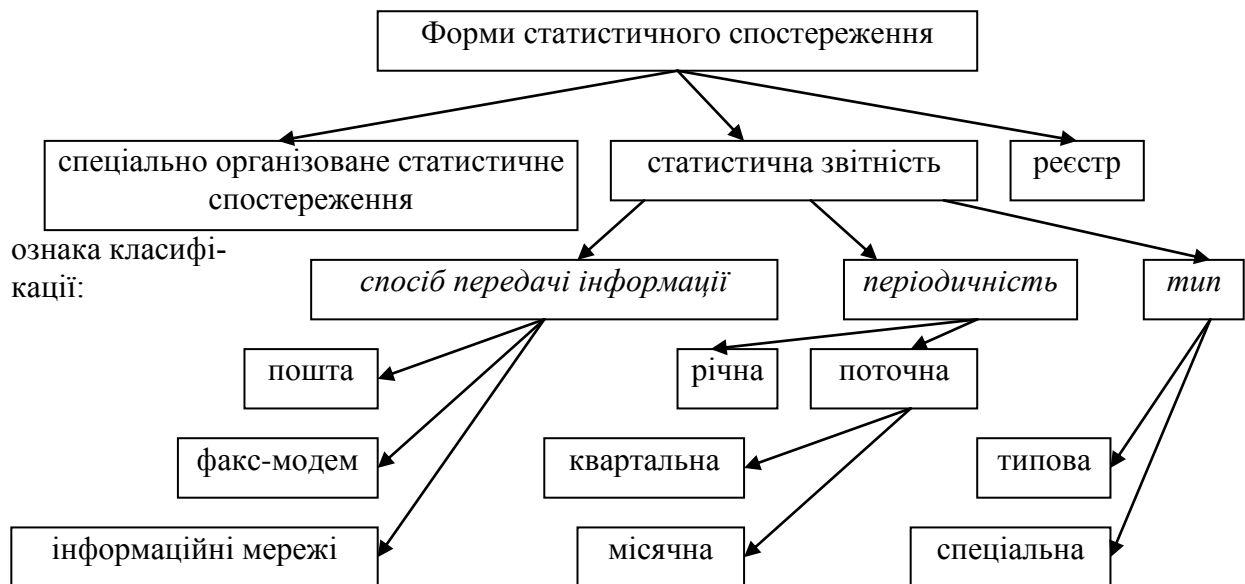 Форми статистичного спостереження
спеціально організоване статистичне
спостереження
статистична звітність
реєстр
ознака класифі-
кації:
спосіб передачі інформації
періодичність
тип
пошта
річна
поточна
факс-модем
квартальна
типова
інформаційні мережі
місячна
спеціальна